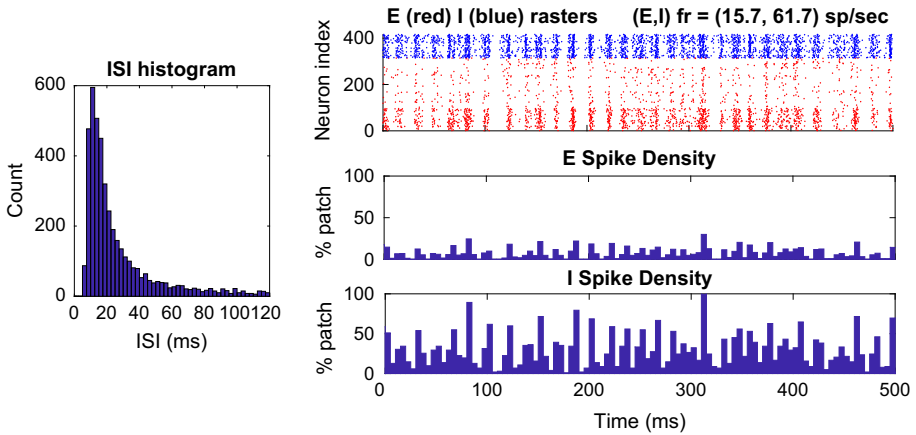 ISI histogram
600
400
200
0
Count
0 20 40 60 80 100 120
ISI (ms)
E (red) I (blue) rasters (E,I) fr = (15.7, 61.7) sp/sec
400
200
0
Neuron index
E Spike Density
100
50
0
% patch
I Spike Density
100
50
0
% patch
0 100 200 300 400 500
Time (ms)